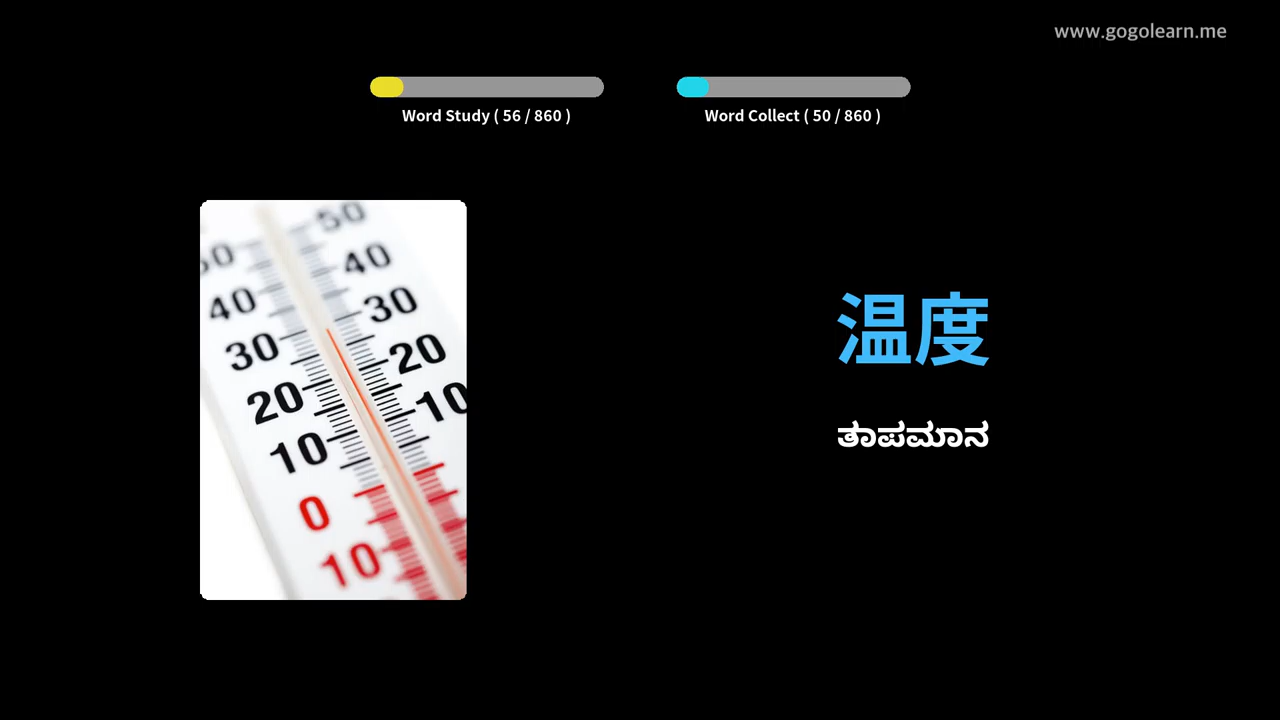 www.gogolearn.me
Word Study ( 56 / 860 )
Word Collect ( 50 / 860 )
50
40
40
30
30
20
20
10
10
0
10
温度
ತಾಪಮಾನ